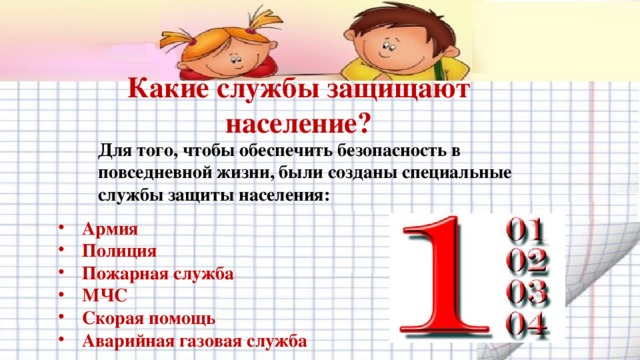 Какие службы защищают
население?
Для того, чтобы обеспечить безопасность в
повседневной жизни, были созданы специальные
службы защиты населения:
• Армия
• Полиция
• Пожарная служба
• МЧС
• Скорая помощь
• Аварийная газовая служба
1
01
02
03
04